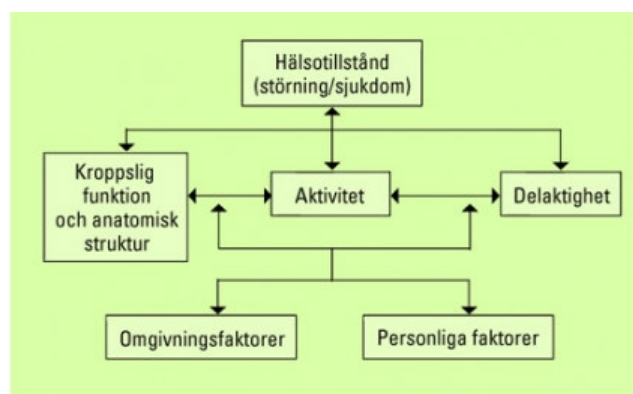 Hälsotillstånd
(störning/sjukdom)
Kroppslig
funktion
och anatomisk
struktur
Aktivitet
Delaktighet
Omgivningsfaktorer
Personliga faktorer